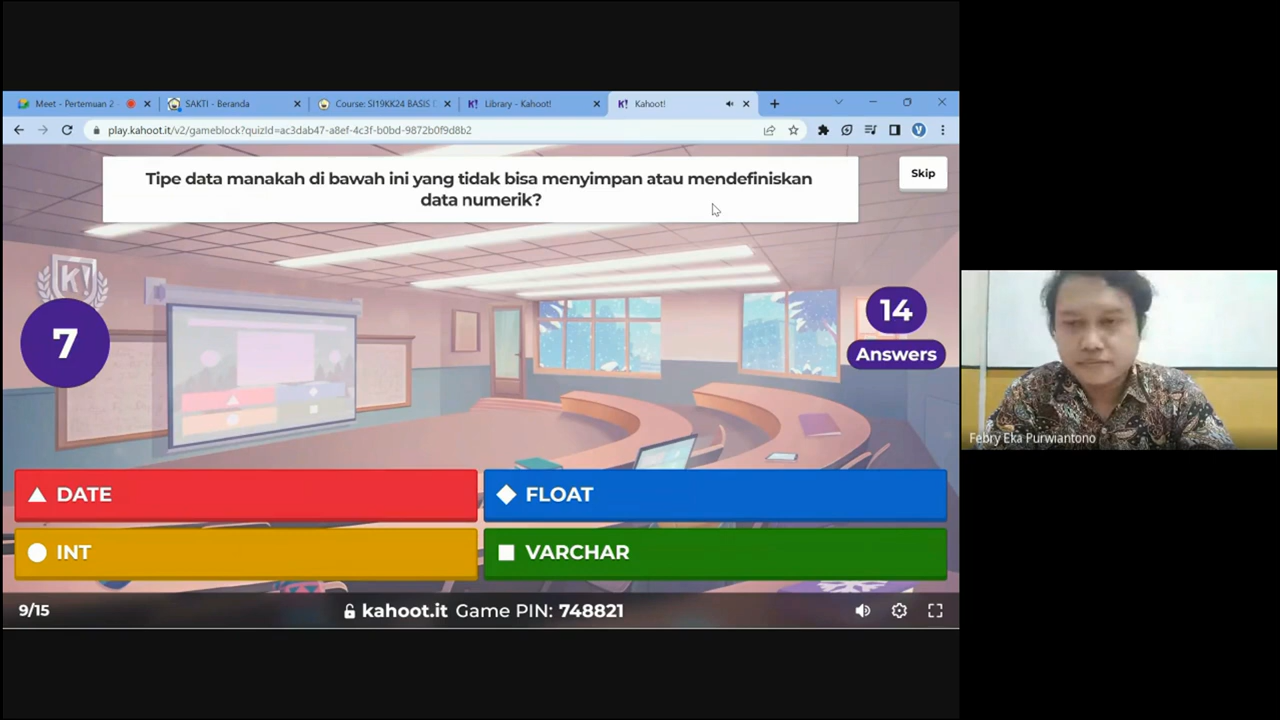 Meet - Pertemuan 2 -
SAKTI - Beranda
Course: SI19KK24 BASIS D
Library - Kahoot!
Kahoot!
play.kahoot.it/v2/gameblock?quizId=ac3dab47-a8ef-4c3f-b0bd-9872b0f9d8b2
V
Tipe data manakah di bawah ini yang tidak bisa menyimpan atau mendefiniskan
data numerik?
Skip
K!
7
14
Answers
DATE
FLOAT
INT
VARCHAR
9/15
kahoot.it Game PIN: 748821
Febry Eka Purwiantono